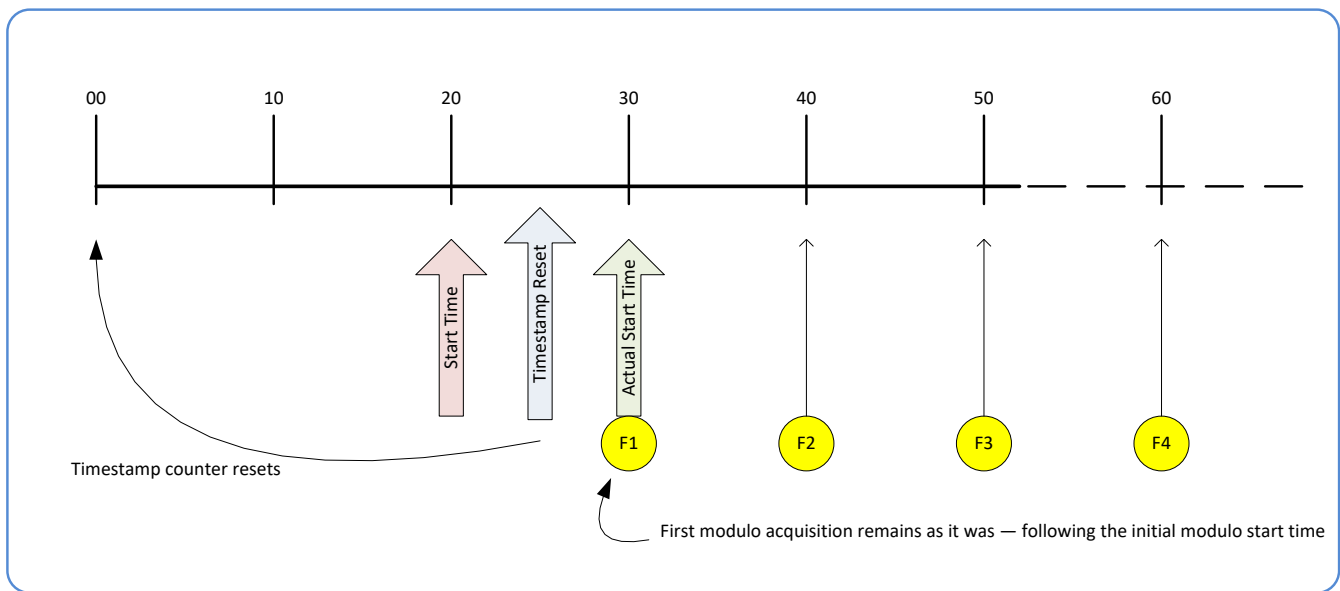 00 10 20 30 40 50 60
Start Time
Timestamp Reset
Actual Start Time
F1 F2 F3 F4
Timestamp counter resets
First modulo acquisition remains as it was — following the initial modulo start time